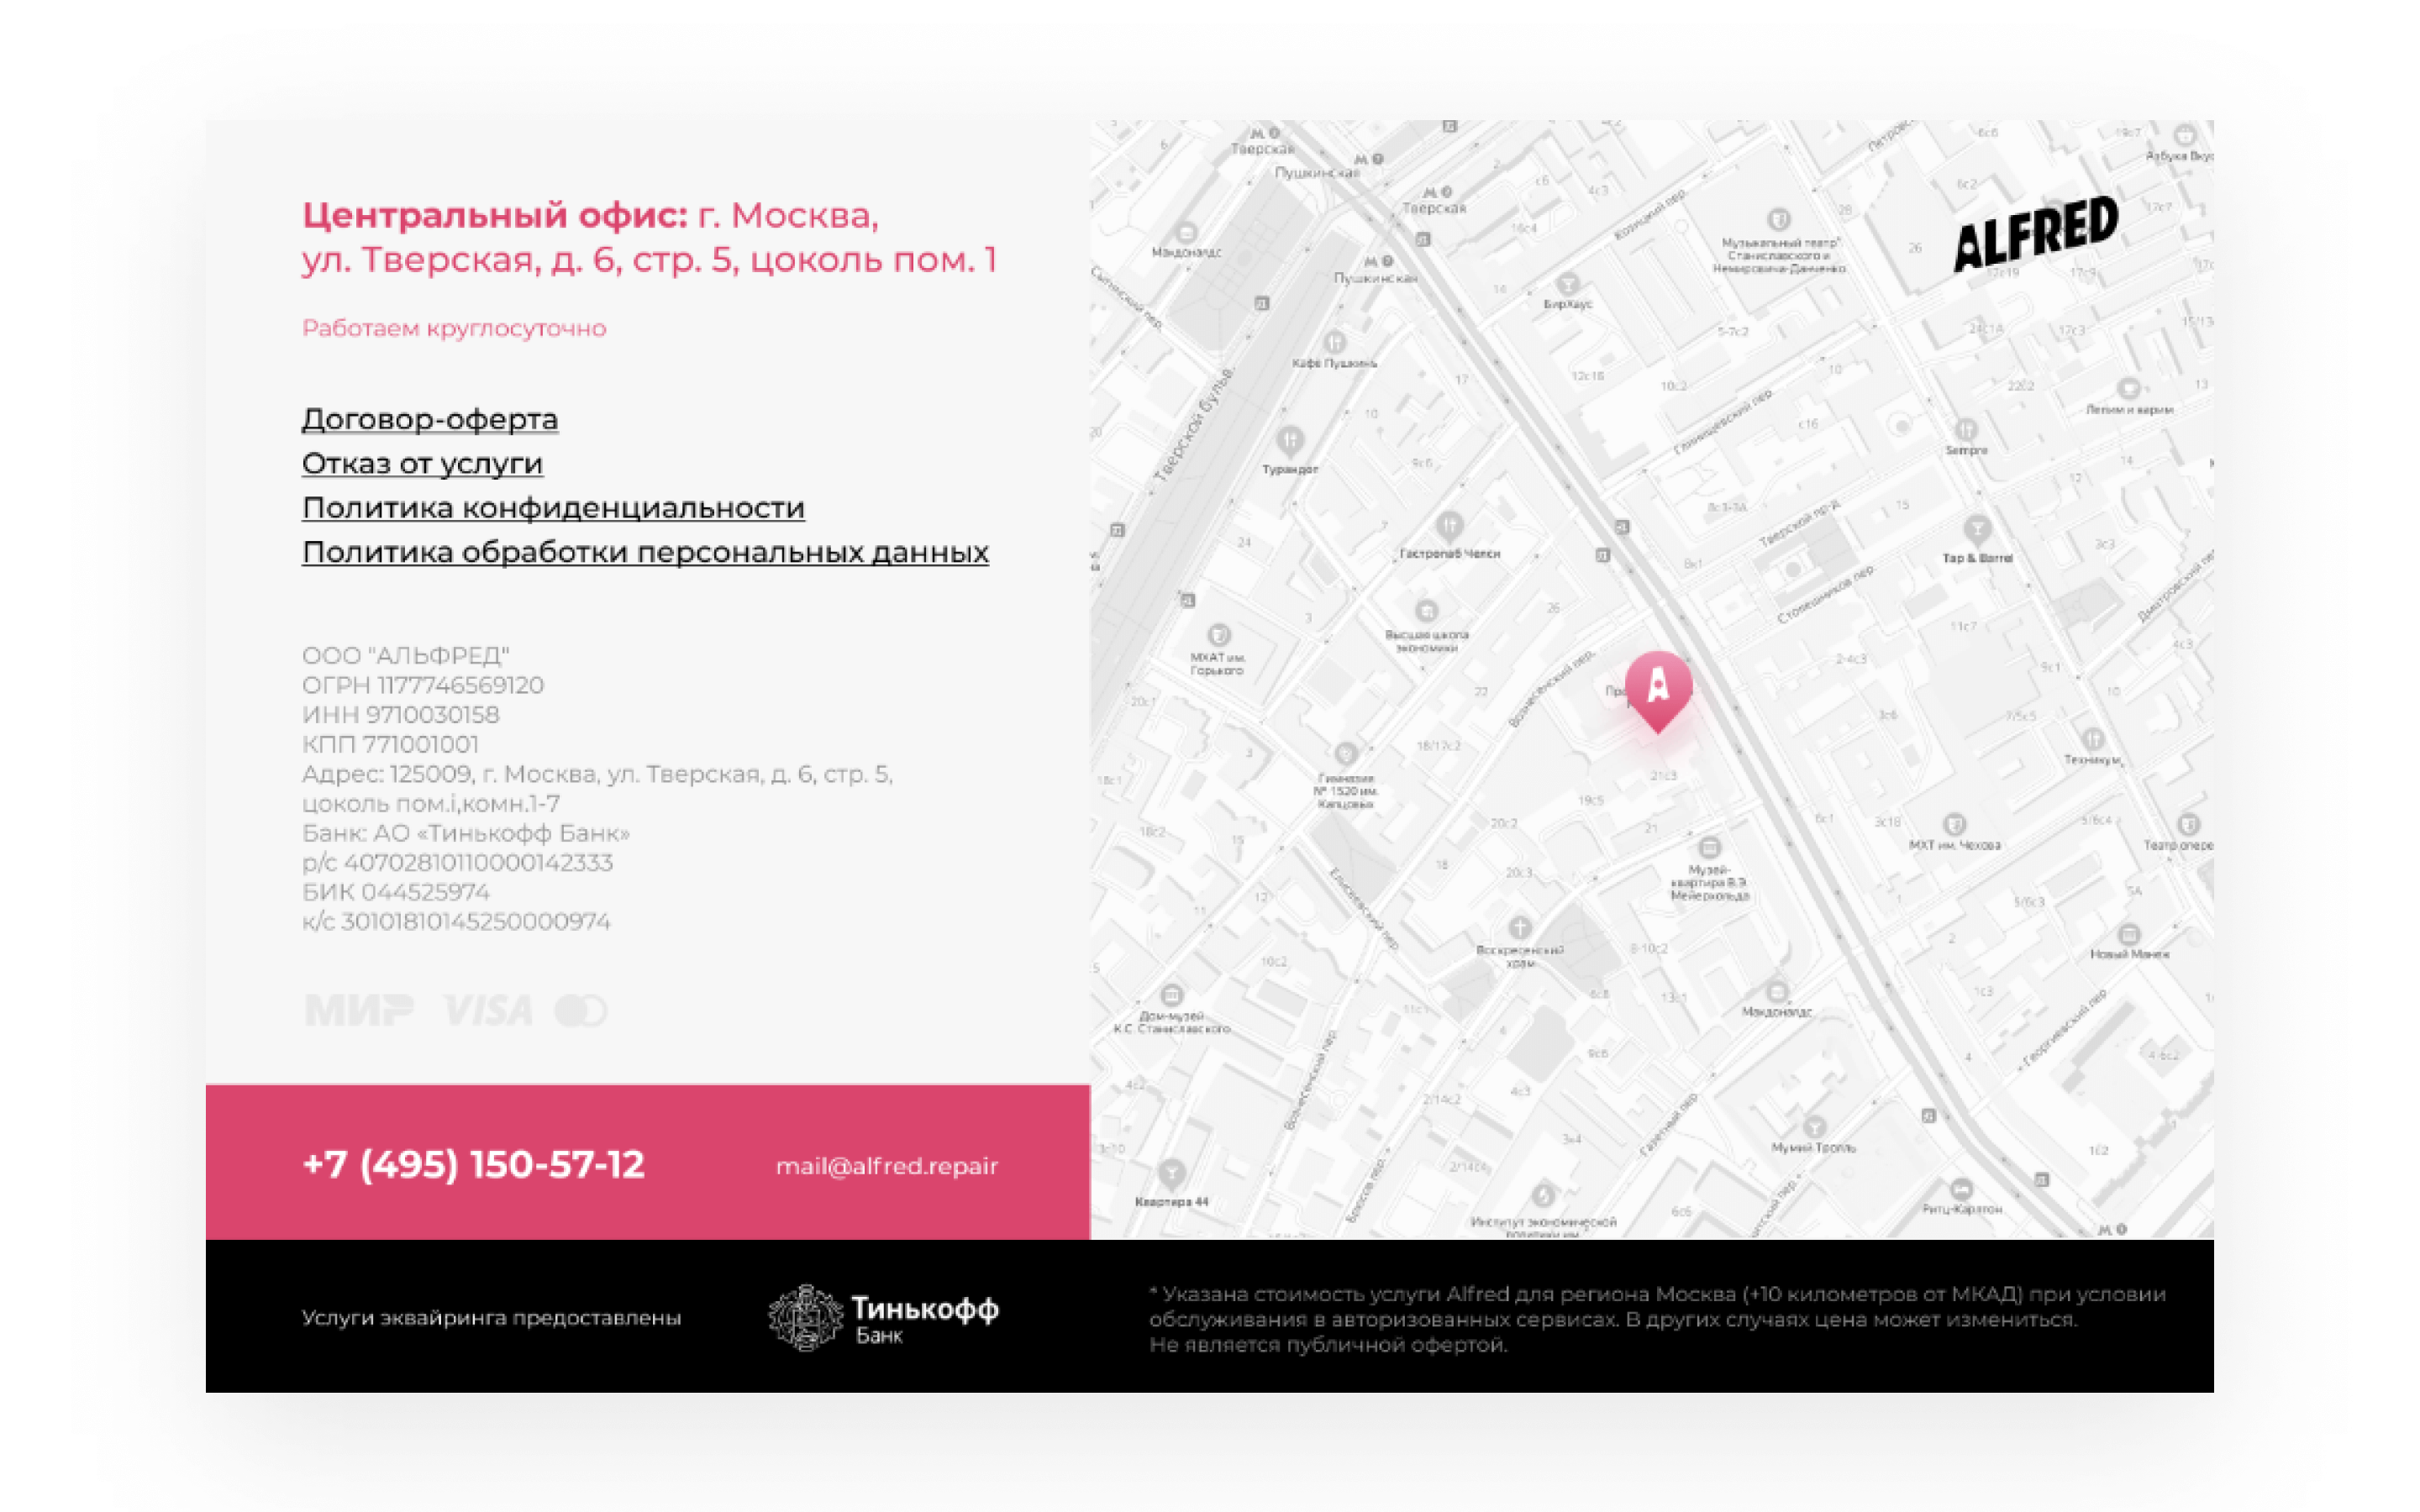 Центральный офис: г. Москва,
ул. Тверская, д. 6, стр. 5, цоколь пом. 1
Работаем круглосуточно
Договор-оферта
Отказ от услуги
Политика конфиденциальности
Политика обработки персональных данных
ООО "АЛЬФРЕД"
ОГРН 1177746569120
ИНН 9710030158
КПП 771001001
Адрес: 125009, г. Москва, ул. Тверская, д. 6, стр. 5,
цоколь пом.i,комн.1-7
Банк: АО «Тинькофф Банк»
р/с 40702810110000142333
БИК 044525974
к/с 30101810145250000974
МИР VISA
+7 (495) 150-57-12
mail@alfred.repair
ALFRED
Тверская
Пушкинская
Тверская
Пушкинская
Макдоналдс
Музыкальный театр
Станиславского и
Немировича-Данченко
БирХаус
Козицкий пер.
Кафе Пушкинъ
Тверской бульв.
Турандот
Глинищевский пер.
Лепим и варим
Sempre
Гастропаб Челси
Тверской пр-д
Tap & Barrel
Столешников пер.
Высшая школа
экономики
МХАТ им.
Горького
Вознесенский пер.
A
Гимназия
№ 1520 им.
Капцовых
Техникум
МХТ им. Чехова
Театр опере
Музей-
квартира В.Э.
Мейерхольда
Елисеевский пер.
Воскресенский
храм
Новый Манеж
Дом-музей
К.С. Станиславского
Макдоналдс
Георгиевский пер.
Вознесенский пер.
Газетный пер.
Мумий Тролль
Квартира 44
Брюсов пер.
Институт экономической
политики им.
Ритц-Карлтон
Услуги эквайринга предоставлены
Тинькофф
Банк
* Указана стоимость услуги Alfred для региона Москва (+10 километров от МКАД) при условии
обслуживания в авторизованных сервисах. В других случаях цена может измениться.
Не является публичной офертой.